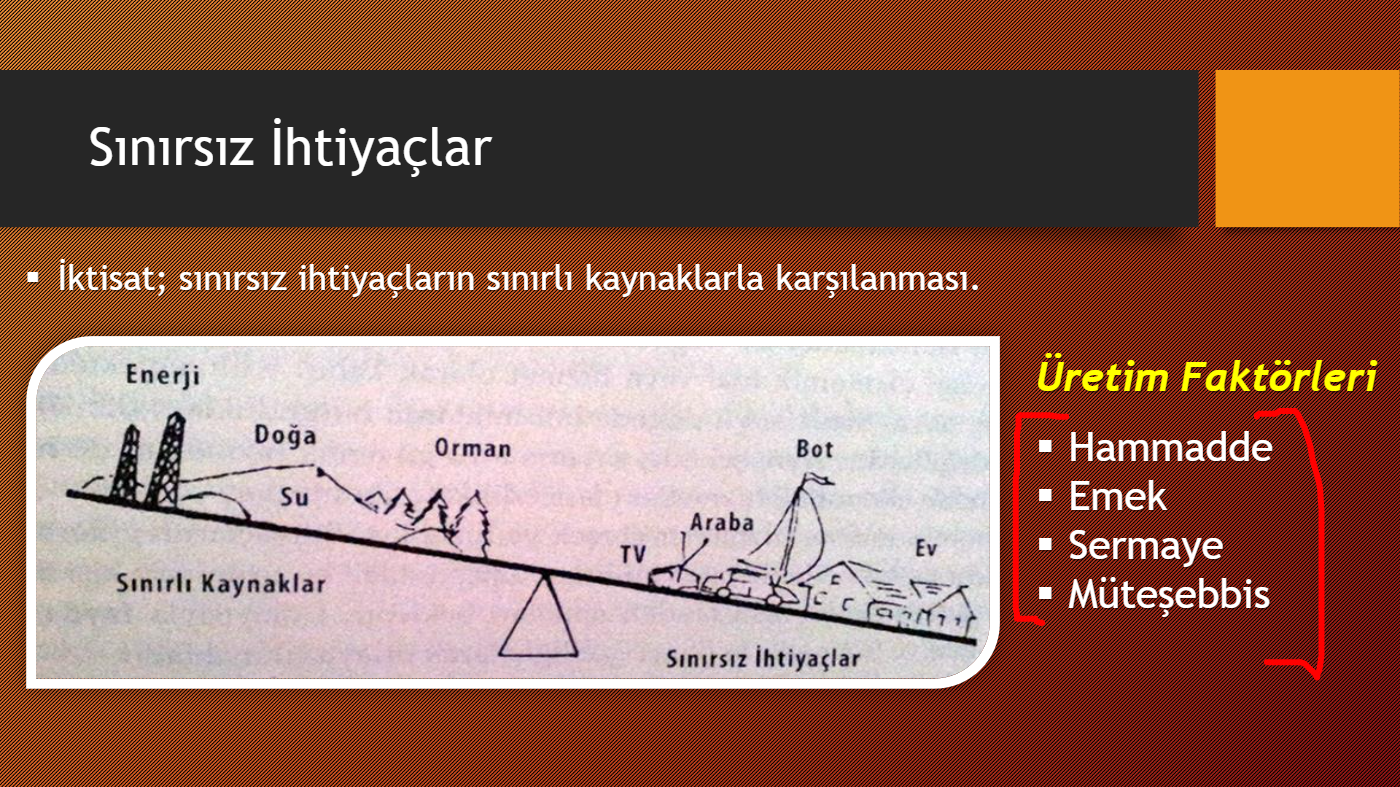 Sınırsız İhtiyaçlar
▪ İktisat; sınırsız ihtiyaçların sınırlı kaynaklarla karşılanması.
Enerji
Doğa
Orman
Su
Bot
Araba
TV
Ev
Sınırlı Kaynaklar
Sınırsız İhtiyaçlar
Üretim Faktörleri
▪ Hammadde
▪ Emek
▪ Sermaye
▪ Müteşebbis